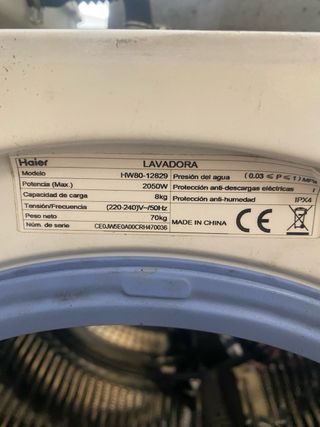 Haier LAVADORA
Modelo HW80-12829 Presión del agua ( 0.03 ≤ P ≤ 1 ) MPa
Potencia (Max.) 2050W Protección anti-descargas eléctricas I
Capacidad de carga 8kg Protección anti-humedad IPX4
Tensión/Frecuencia (220-240)V~/50Hz
Peso neto 70kg MADE IN CHINA CE
Núm. de serie CE0JW5E0A00CRH470036